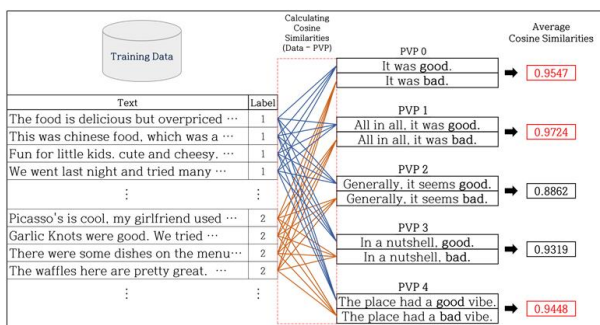 Training Data
Calculating
Cosine
Similarities
(Data - PVP)
Average
Cosine Similarities
Text Label
The food is delicious but overpriced ⋯ 1
This was chinese food, which was a ⋯ 1
Fun for little kids. cute and cheesy. ⋯ 1
We went last night and tried many ⋯ 1
⋮ ⋮
Picasso's is cool, my girlfriend used ⋯ 2
Garlic Knots were good. We tried ⋯ 2
There were some dishes on the menu⋯ 2
The waffles here are pretty great. ⋯ 2
⋮ ⋮
PVP 0
It was good.
It was bad.
0.9547
PVP 1
All in all, it was good.
All in all, it was bad.
0.9724
PVP 2
Generally, it seems good.
Generally, it seems bad.
0.8862
PVP 3
In a nutshell, good.
In a nutshell, bad.
0.9319
PVP 4
The place had a good vibe.
The place had a bad vibe.
0.9448